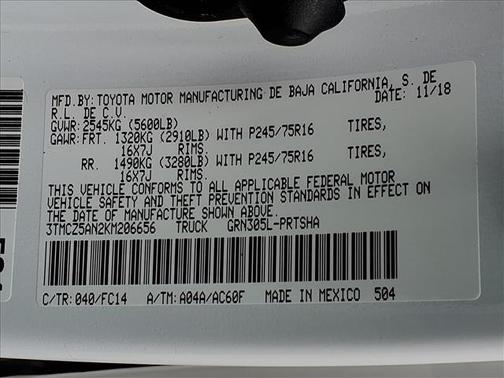 MFD.BY:TOYOTA MOTOR MANUFACTURING DE BAJA CALIFORNIA, S. DE
R.L. DE C.V. DATE: 11/18
GVWR: 2545KG (5600LB)
GAWR: FRT. 1320KG (2910LB) WITH P245/75R16 TIRES,
16X7J RIMS.
RR. 1490KG (3280LB) WITH P245/75R16 TIRES,
16X7J RIMS.
THIS VEHICLE CONFORMS TO ALL APPLICABLE FEDERAL MOTOR
VEHICLE SAFETY AND THEFT PREVENTION STANDARDS IN EFFECT ON
THE DATE OF MANUFACTURE SHOWN ABOVE.
3TMCZ5AN2KM206656 TRUCK GRN305L-PRTSHA
C/TR: 040/FC14 A/TM: A04A/AC60F MADE IN MEXICO 504